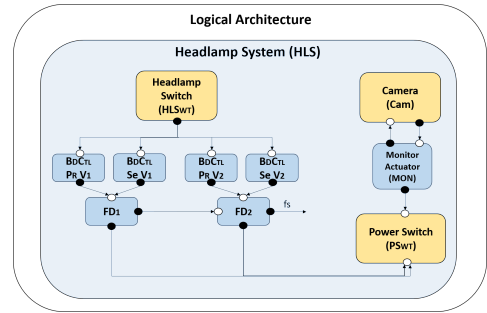 Logical Architecture
Headlamp System (HLS)
Headlamp
Switch
(HLSWT)
Camera
(Cam)
BDCTL
PR V1
BDCTL
Se V1
BDCTL
PR V2
BDCTL
Se V2
Monitor
Actuator
(MON)
FD1
FD2
fs
Power Switch
(PSWT)